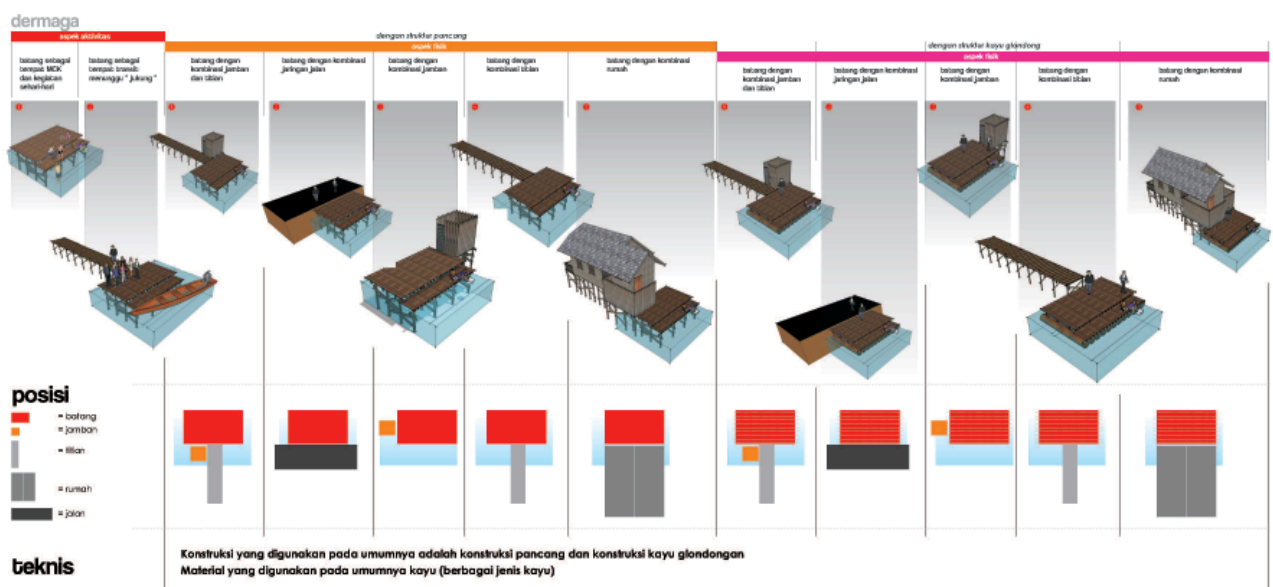 dermaga
aspek aktivitas
dengan struktur pancang
aspek fisik
dengan struktur kayu glondong
aspek fisik
batang sebagai
tempat MCK
dan kegiatan
sehari-hari
batang sebagai
tempat transit
menunggu " jukung "
batang dengan
kombinasi jamban
dan titian
batang dengan kombinasi
jaringan jalan
batang dengan
kombinasi jamban
batang dengan
kombinasi titian
batang dengan kombinasi
rumah
batang dengan
kombinasi jamban
dan titian
batang dengan kombinasi
jaringan jalan
batang dengan
kombinasi jamban
batang dengan
kombinasi titian
batang dengan kombinasi
rumah
posisi
= batang
= jamban
= titian
= rumah
= jalan
teknis
Konstruksi yang digunakan pada umumnya adalah konstruksi pancang dan konstruksi kayu glondongan
Material yang digunakan pada umumnya kayu (berbagai jenis kayu)